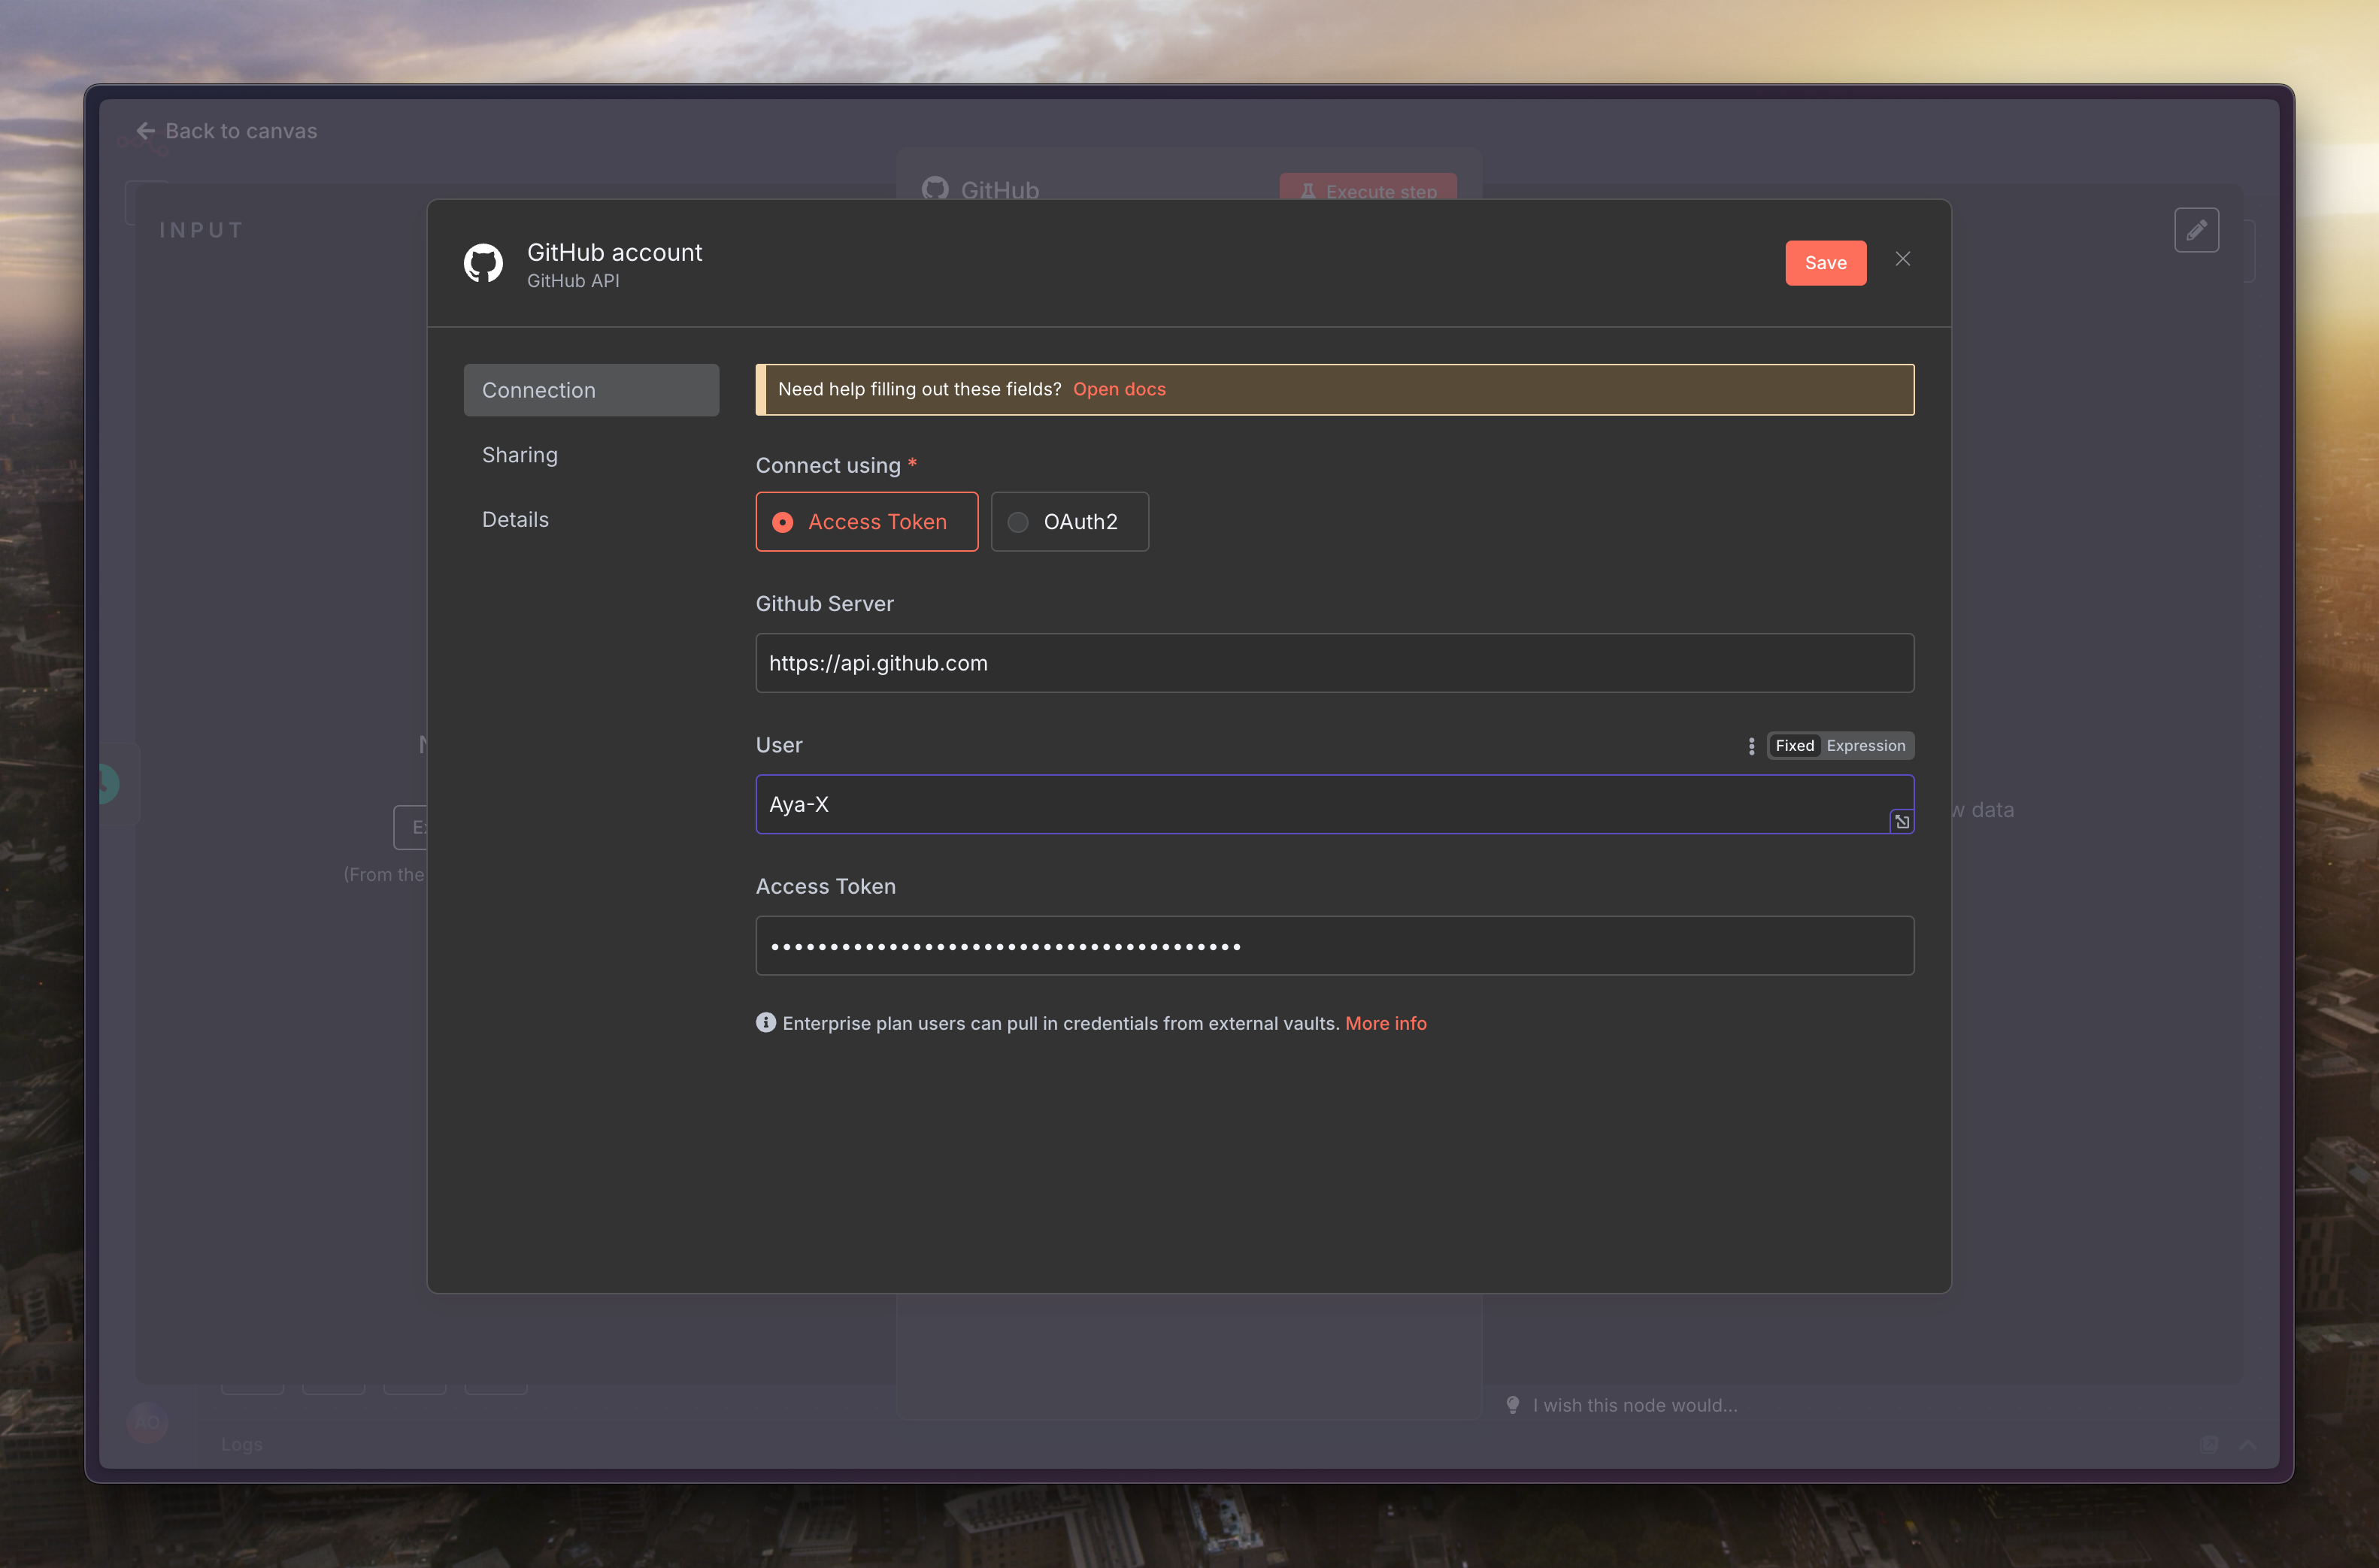 Back to canvas
GitHub
Execute step
INPUT
GitHub account
GitHub API
Save
Connection
Sharing
Details
Need help filling out these fields? Open docs
Connect using *
Access Token
OAuth2
Github Server
https://api.github.com
User
Fixed
Expression
Aya-X
w data
(From the
Access Token
••••••••••••••••••••••••••••••••••••••••
Enterprise plan users can pull in credentials from external vaults. More info
I wish this node would...
AO
Logs